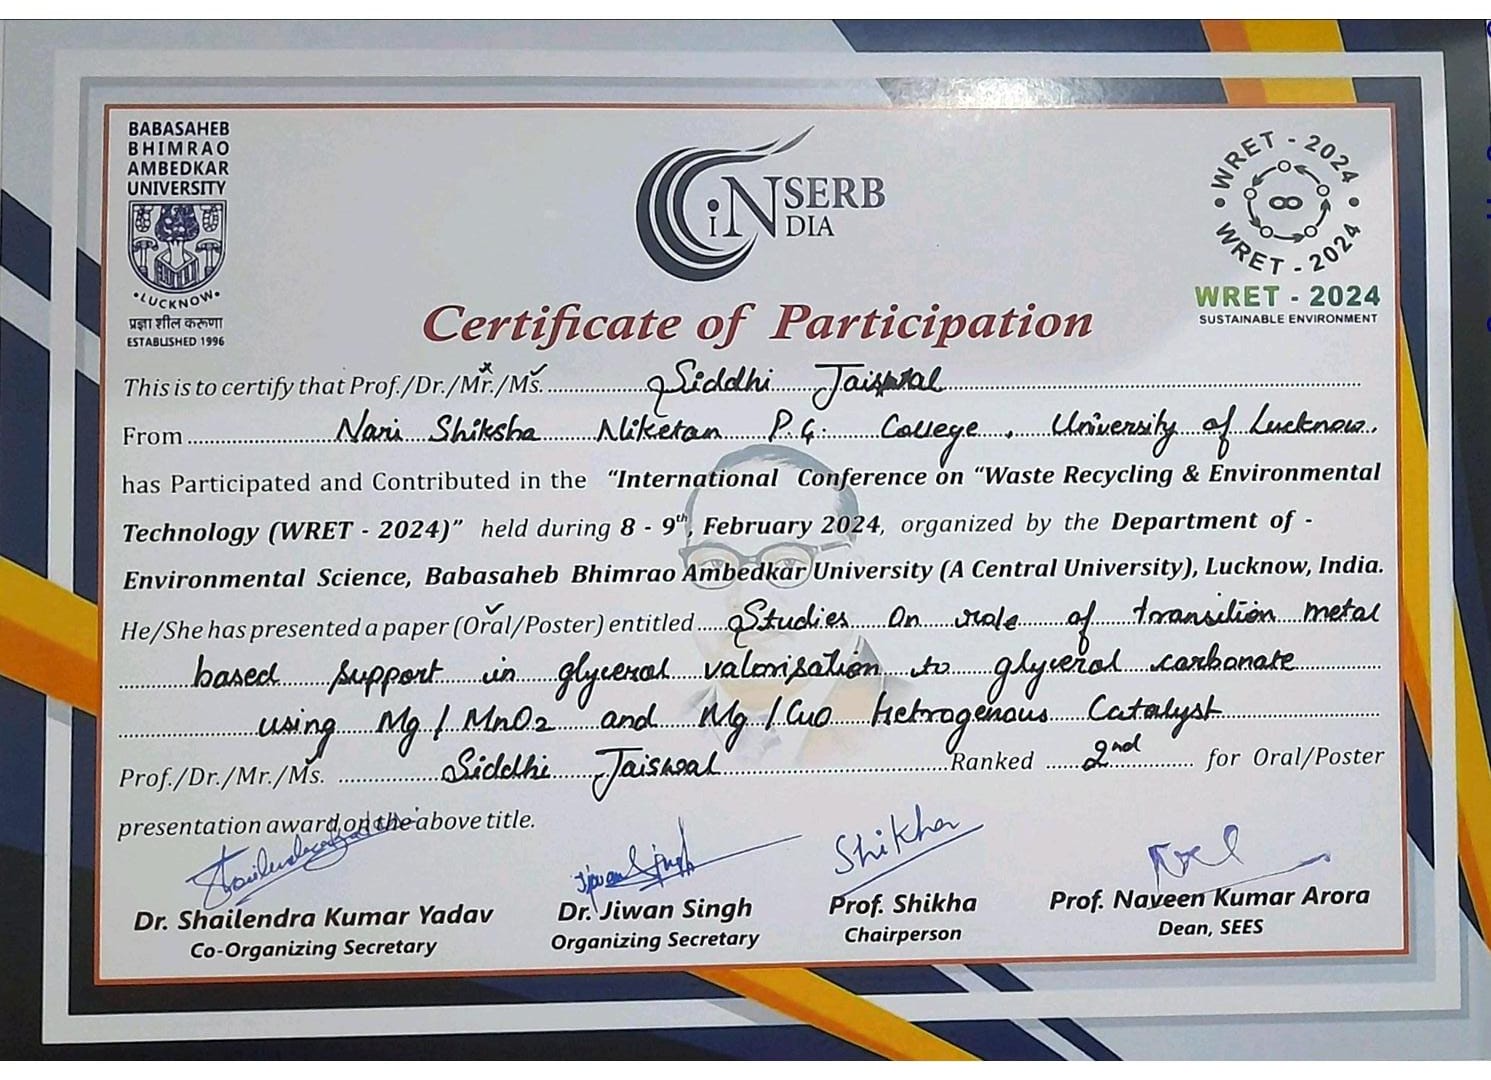 BABASAHEB
BHIMRAO
AMBEDKAR
UNIVERSITY
LUCKNOW
प्रज्ञा शील करुणा
ESTABLISHED 1996
iNSERB
iNDIA
WRET - 2024
WRET - 2024
WRET - 2024
SUSTAINABLE ENVIRONMENT
Certificate of Participation
This is to certify that Prof./Dr./Mr./Ms. Siddhi Jaiswal
From Nari Shiksha Niketan P.G. College, University of Lucknow.
has Participated and Contributed in the "International Conference on "Waste Recycling & Environmental
Technology (WRET - 2024)" held during 8 - 9th, February 2024, organized by the Department of -
Environmental Science, Babasaheb Bhimrao Ambedkar University (A Central University), Lucknow, India.
He/She has presented a paper (Oral/Poster) entitled Studies on role of transition metal
based support in glycerol valorisation to glycerol carbonate
using Mg/MnO2 and Mg/CuO hetrogenous Catalyst
Prof./Dr./Mr./Ms. Siddhi Jaiswal Ranked 2nd for Oral/Poster
presentation award on the above title.
Shikha
Dr. Shailendra Kumar Yadav
Co-Organizing Secretary
Dr. Jiwan Singh
Organizing Secretary
Prof. Shikha
Chairperson
Prof. Naveen Kumar Arora
Dean, SEES